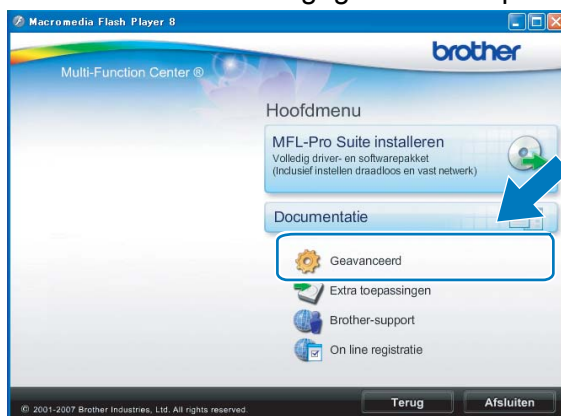 Macromedia Flash Player 8
brother
Multi-Function Center ®
Hoofdmenu
MFL-Pro Suite installeren
Volledig driver- en softwarepakket
(Inclusief instellen draadloos en vast netwerk)
Documentatie
Geavanceerd
Extra toepassingen
Brother-support
On line registratie
© 2001-2007 Brother Industries, Ltd. All rights reserved.
Terug
Afsluiten